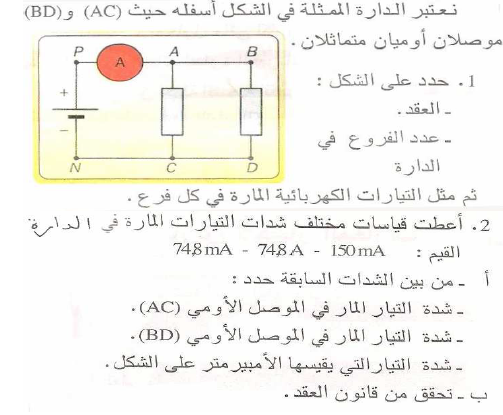 نعتبر الدارة الممثلة في الشكل أسفله حيث (AC) و(BD)
موصلان أوميان متماثلان.
P A A B
+
−
N C D
1. حدد على الشكل :
- العقد.
- عدد الفروع في
الدارة
ثم مثل التيارات الكهربائية المارة في كل فرع.
2. أعطت قياسات مختلف شدات التيارات المارة في الدارة
القيم : 150 mA - 74,8 A - 74,8 mA
أ - من بين الشدات السابقة حدد :
- شدة التيار المار في الموصل الأومي (AC).
- شدة التيار المار في الموصل الأومي (BD).
- شدة التيار التي يقيسها الأمبيرمتر على الشكل.
ب - تحقق من قانون العقد.